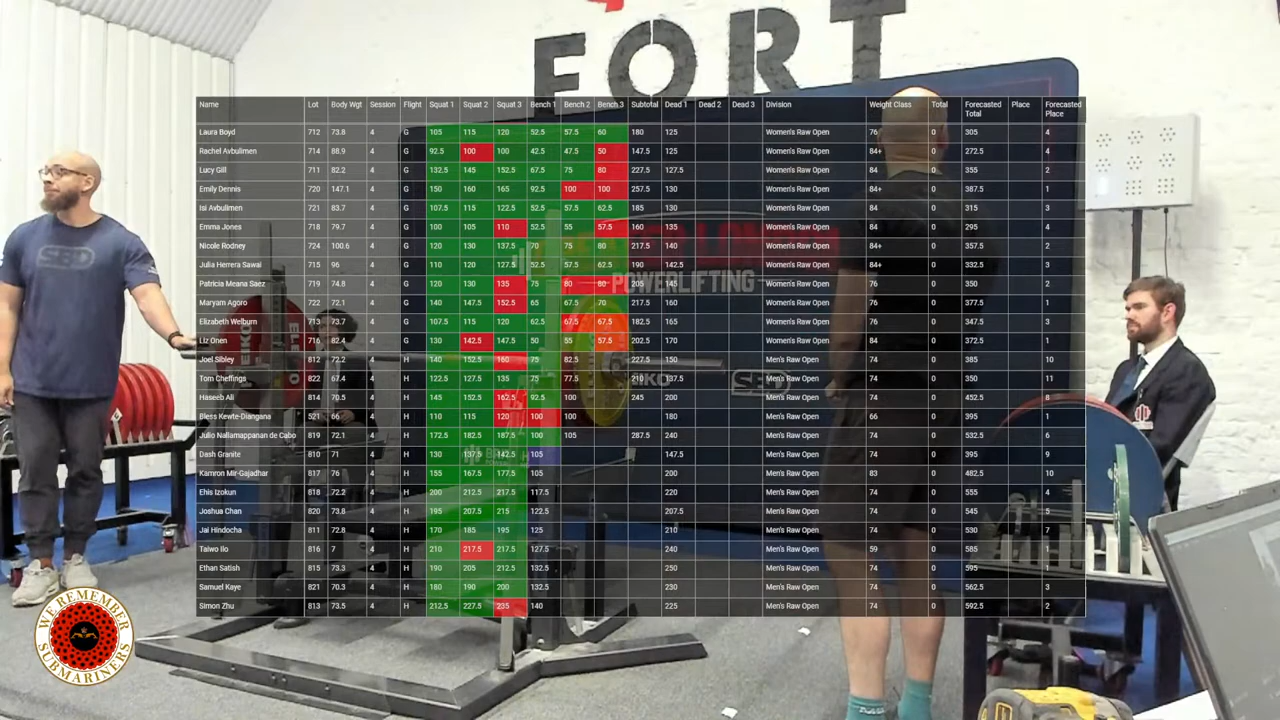 FORT
Name Lot Body Wgt Session Flight Squat 1 Squat 2 Squat 3 Bench 1 Bench 2 Bench 3 Subtotal Dead 1 Dead 2 Dead 3 Division Weight Class Total Forecasted Total Place Forecasted Place
Laura Boyd 712 73.8 4 G 105 115 120 52.5 57.5 60 180 125 Women's Raw Open 76 0 305 4
Rachel Avbulimen 714 88.9 4 G 92.5 100 100 42.5 47.5 50 147.5 125 Women's Raw Open 84+ 0 272.5 4
Lucy Gill 711 82.2 4 G 132.5 145 152.5 67.5 75 80 227.5 127.5 Women's Raw Open 84 0 355 2
Emily Dennis 720 147.1 4 G 150 160 165 92.5 100 100 257.5 130 Women's Raw Open 84+ 0 387.5 1
Isi Avbulimen 721 83.7 4 G 107.5 115 122.5 52.5 57.5 62.5 185 130 Women's Raw Open 84 0 315 3
Emma Jones 718 79.7 4 G 100 105 110 52.5 55 57.5 160 135 Women's Raw Open 84 0 295 4
Nicole Rodney 724 100.6 4 G 120 130 137.5 70 75 80 217.5 140 Women's Raw Open 84+ 0 357.5 2
Julia Herrera Sawai 715 96 4 G 110 120 127.5 52.5 57.5 62.5 190 142.5 Women's Raw Open 84+ 0 332.5 3
Patricia Meana Saez 719 74.8 4 G 120 130 135 75 80 80 205 145 Women's Raw Open 76 0 350 2
Maryam Agoro 722 72.1 4 G 140 147.5 152.5 65 67.5 70 217.5 160 Women's Raw Open 76 0 377.5 1
Elizabeth Welburn 713 73.7 4 G 107.5 115 120 62.5 67.5 67.5 182.5 165 Women's Raw Open 76 0 347.5 3
Liz Onen 716 82.4 4 G 130 142.5 147.5 50 55 57.5 202.5 170 Women's Raw Open 84 0 372.5 1
Joel Sibley 812 72.2 4 H 140 152.5 160 75 82.5 227.5 150 Men's Raw Open 74 0 385 10
Tom Cheffings 822 67.4 4 H 122.5 127.5 135 75 77.5 210 137.5 Men's Raw Open 74 0 350 11
Haseeb Ali 814 70.5 4 H 145 152.5 162.5 92.5 100 245 200 Men's Raw Open 74 0 452.5 8
Bless Kewte-Diangana 521 66 4 H 110 115 120 100 100 180 Men's Raw Open 66 0 395 1
Julio Nallamappanan de Cabo 819 72.1 4 H 172.5 182.5 187.5 100 105 287.5 240 Men's Raw Open 74 0 532.5 6
Dash Granite 810 71 4 H 130 137.5 142.5 105 147.5 Men's Raw Open 74 0 395 9
Kamron Mir-Gajadhar 817 76 4 H 155 167.5 177.5 105 200 Men's Raw Open 83 0 482.5 10
Ehis Izokun 818 72.2 4 H 200 212.5 217.5 117.5 220 Men's Raw Open 74 0 555 4
Joshua Chan 820 73.8 4 H 195 207.5 215 122.5 207.5 Men's Raw Open 74 0 545 5
Jai Hindocha 811 72.8 4 H 170 185 195 125 210 Men's Raw Open 74 0 530 7
Taiwo Ilo 816 7 4 H 210 217.5 217.5 127.5 240 Men's Raw Open 59 0 585 1
Ethan Satish 815 73.3 4 H 190 205 212.5 132.5 250 Men's Raw Open 74 0 595 1
Samuel Kaye 821 70.3 4 H 180 190 200 132.5 230 Men's Raw Open 74 0 562.5 3
Simon Zhu 813 73.5 4 H 212.5 227.5 235 140 225 Men's Raw Open 74 0 592.5 2
POWERLIFTING
SBD
SBD
WE REMEMBER
SUBMARINERS